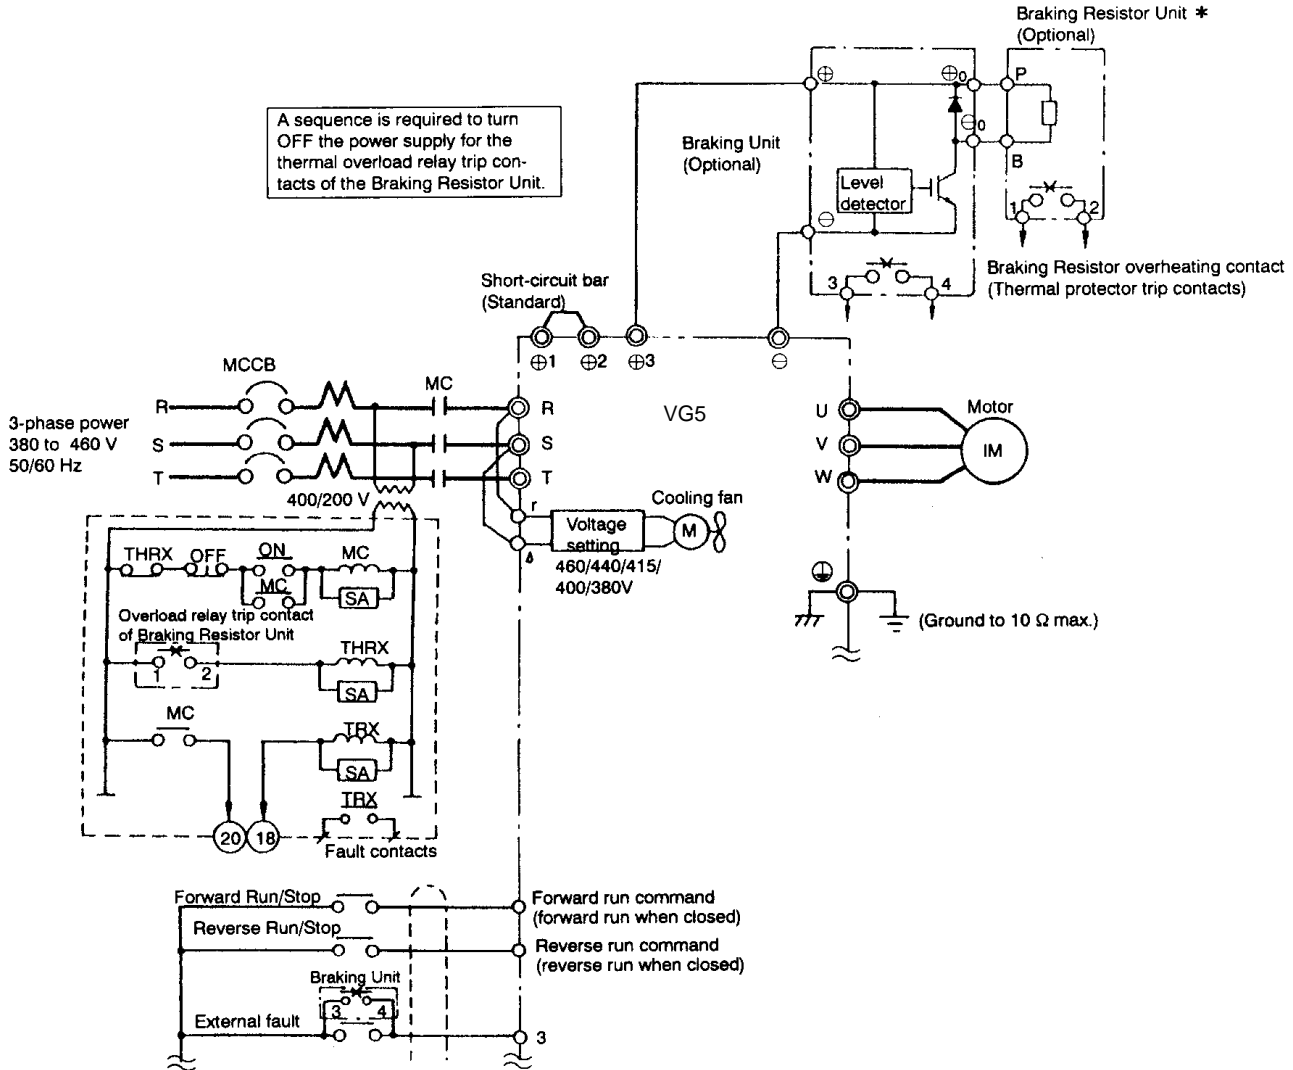 Braking Resistor Unit *
(Optional)
A sequence is required to turn
OFF the power supply for the
thermal overload relay trip con-
tacts of the Braking Resistor Unit.
Braking Unit
(Optional)
⊕
⊕0
P
⊖0
B
Level
detector
⊖
1
2
3
4
Braking Resistor overheating contact
(Thermal protector trip contacts)
Short-circuit bar
(Standard)
⊕1
⊕2
⊕3
⊖
MCCB
MC
3-phase power
380 to 460 V
50/60 Hz
R
S
T
R
S
T
VG5
U
V
W
Motor
IM
400/200 V
r
Voltage
setting
460/440/415/
400/380V
Cooling fan
M
THRX
OFF
ON
MC
MC
SA
Overload relay trip contact
of Braking Resistor Unit
1
2
THRX
SA
MC
TRX
SA
TRX
20
18
Fault contacts
(Ground to 10 Ω max.)
Forward Run/Stop
Forward run command
(forward run when closed)
Reverse Run/Stop
Reverse run command
(reverse run when closed)
Braking Unit
3
4
External fault
3